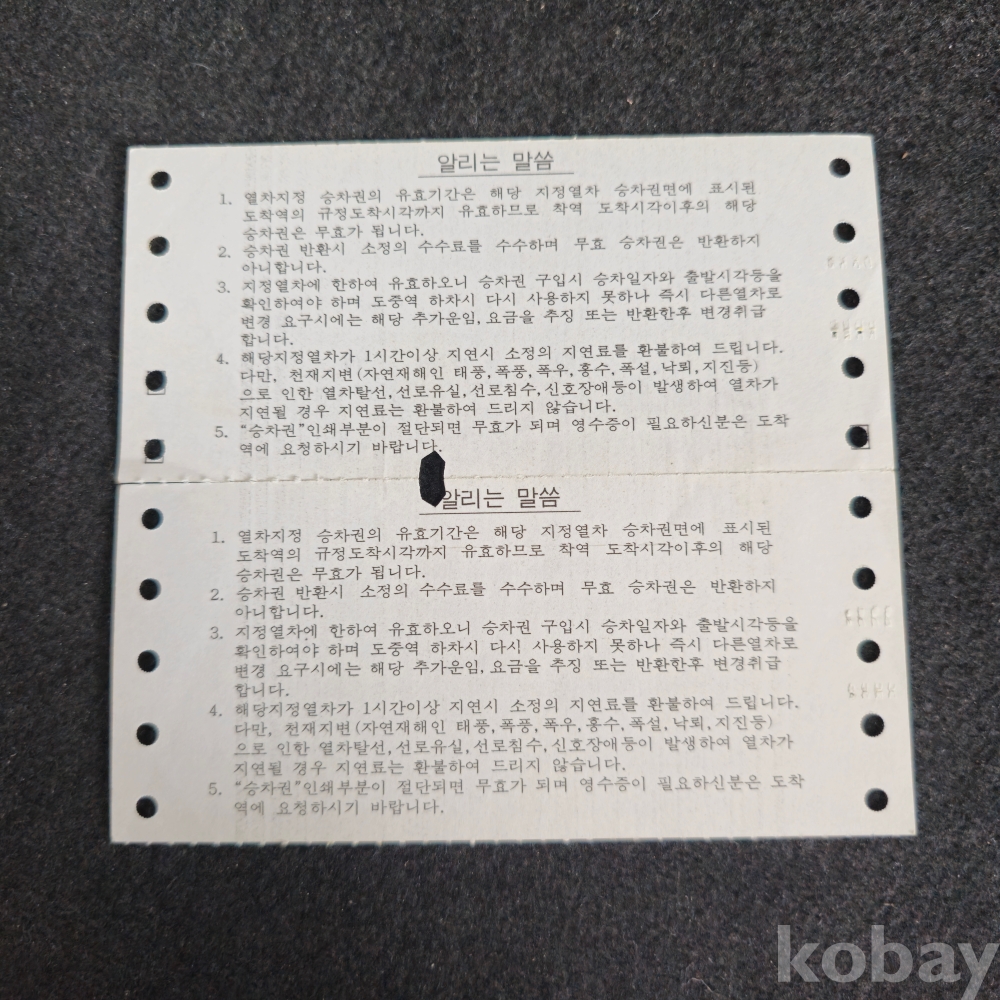 알리는 말씀
1. 열차지정 승차권의 유효기간은 해당 지정열차 승차권면에 표시된
도착역의 규정도착시각까지 유효하므로 착역 도착시각이후의 해당
승차권은 무효가 됩니다.
2. 승차권 반환시 소정의 수수료를 수수하며 무효 승차권은 반환하지
아니합니다.
3. 지정열차에 한하여 유효하오니 승차권 구입시 승차일자와 출발시각등을
확인하여야 하며 도중역 하차시 다시 사용하지 못하나 즉시 다른열차로
변경 요구시에는 해당 추가운임, 요금을 추징 또는 반환한후 변경취급
합니다.
4. 해당지정열차가 1시간이상 지연시 소정의 지연료를 환불하여 드립니다.
다만, 천재지변(자연재해인 태풍,폭풍,폭우,홍수,폭설,낙뢰,지진등)
으로 인한 열차탈선,선로유실,선로침수,신호장애등이 발생하여 열차가
지연될 경우 지연료는 환불하여 드리지 않습니다.
5. "승차권"인쇄부분이 절단되면 무효가 되며 영수증이 필요하신분은 도착
역에 요청하시기 바랍니다.
알리는 말씀
1. 열차지정 승차권의 유효기간은 해당 지정열차 승차권면에 표시된
도착역의 규정도착시각까지 유효하므로 착역 도착시각이후의 해당
승차권은 무효가 됩니다.
2. 승차권 반환시 소정의 수수료를 수수하며 무효 승차권은 반환하지
아니합니다.
3. 지정열차에 한하여 유효하오니 승차권 구입시 승차일자와 출발시각등을
확인하여야 하며 도중역 하차시 다시 사용하지 못하나 즉시 다른열차로
변경 요구시에는 해당 추가운임, 요금을 추징 또는 반환한후 변경취급
합니다.
4. 해당지정열차가 1시간이상 지연시 소정의 지연료를 환불하여 드립니다.
다만, 천재지변(자연재해인 태풍,폭풍,폭우,홍수,폭설,낙뢰,지진등)
으로 인한 열차탈선,선로유실,선로침수,신호장애등이 발생하여 열차가
지연될 경우 지연료는 환불하여 드리지 않습니다.
5. "승차권"인쇄부분이 절단되면 무효가 되며 영수증이 필요하신분은 도착
역에 요청하시기 바랍니다.
kobay